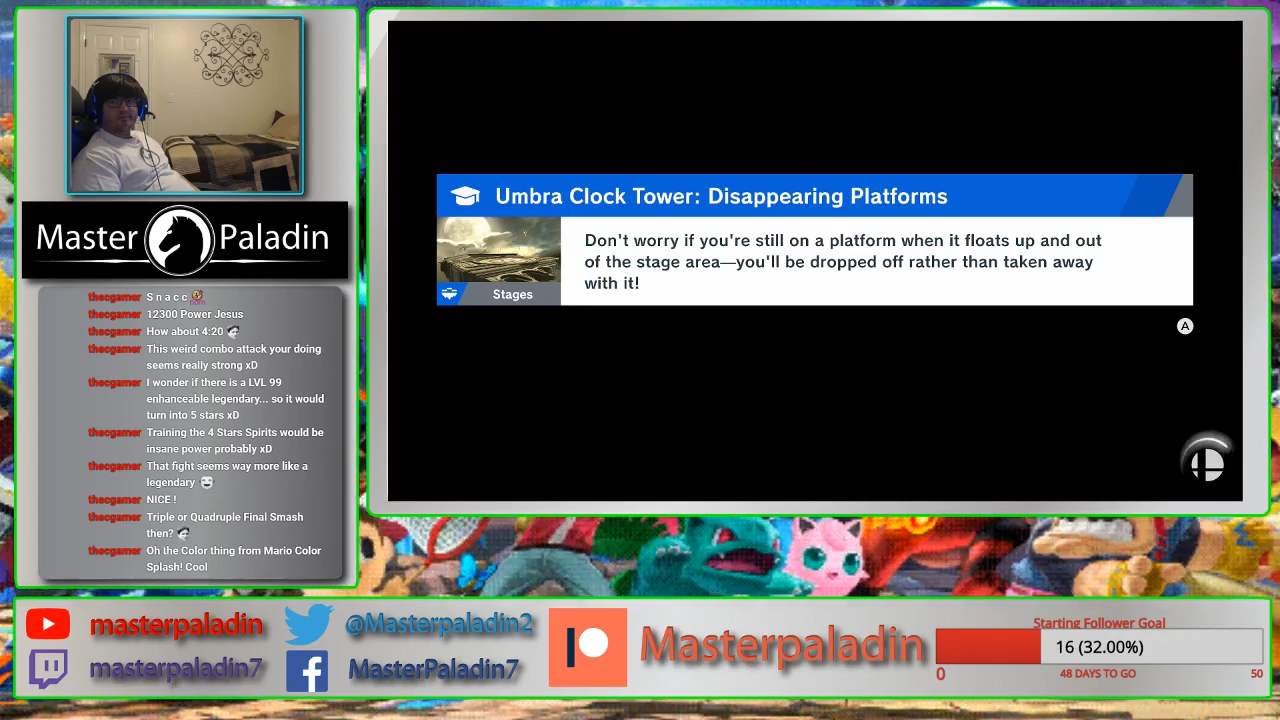 Master Paladin
thecgamer S n a c c
thecgamer 12300 Power Jesus
thecgamer How about 4:20
thecgamer This weird combo attack your doing
seems really strong xD
thecgamer I wonder if there is a LVL 99
enhanceable legendary... so it would
turn into 5 stars xD
thecgamer Training the 4 Stars Spirits would be
insane power probably xD
thecgamer That fight seems way more like a
legendary
thecgamer NICE !
thecgamer Triple or Quadruple Final Smash
then?
thecgamer Oh the Color thing from Mario Color
Splash! Cool
Umbra Clock Tower: Disappearing Platforms
Don't worry if you're still on a platform when it floats up and out
of the stage area—you'll be dropped off rather than taken away
with it!
Stages
A
masterpaladin
@Masterpaladin2
masterpaladin7
MasterPaladin7
Masterpaladin
Starting Follower Goal
16 (32.00%)
0
48 DAYS TO GO
50